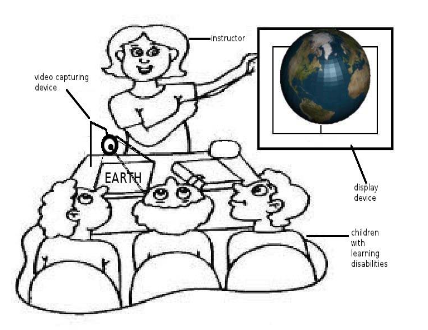 instructor
video capturing
device
EARTH
display
device
children
with
learning
disabilities